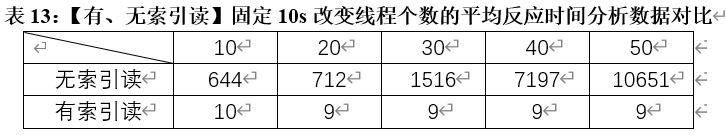 表 13：【有、无索引读】固定 10s 改变线程个数的平均反应时间分析数据对比
10 20 30 40 50
无索引读 644 712 1516 7197 10651
有索引读 10 9 9 9 9